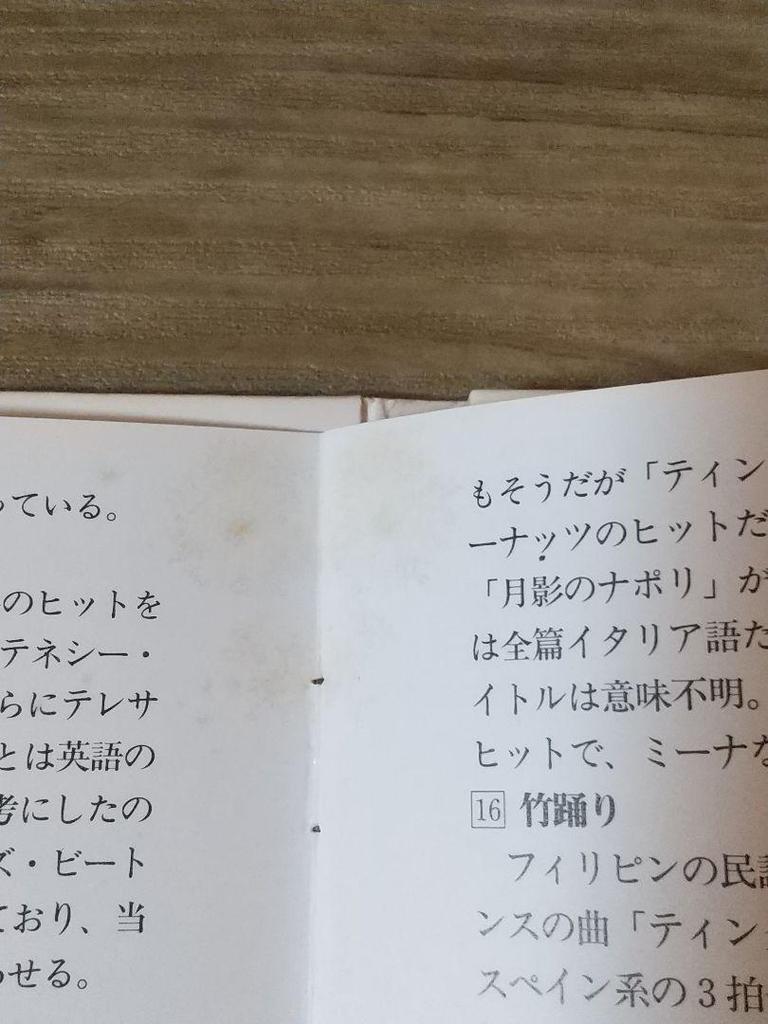 っている。
のヒットを
テネシー・
らにテレサ
とは英語の
考にしたの
ズ・ビート
ており、当
わせる。
もそうだが「ティン
ーナッツのヒットだ
「月影のナポリ」が
は全篇イタリア語だ
イトルは意味不明。
ヒットで、ミーナな
16 竹踊り
フィリピンの民謡
ンスの曲「ティン
スペイン系の3拍